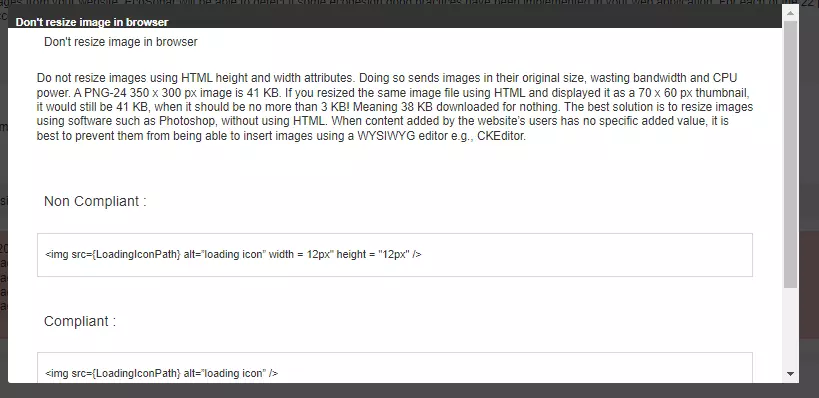 Don't resize image in browser
Don't resize image in browser
Do not resize images using HTML height and width attributes. Doing so sends images in their original size, wasting bandwidth and CPU
power. A PNG-24 350 x 300 px image is 41 KB. If you resized the same image file using HTML and displayed it as a 70 x 60 px thumbnail,
it would still be 41 KB, when it should be no more than 3 KB! Meaning 38 KB downloaded for nothing. The best solution is to resize images
using software such as Photoshop, without using HTML. When content added by the website's users has no specific added value, it is
best to prevent them from being able to insert images using a WYSIWYG editor e.g., CKEditor.
Non Compliant :
<img src={LoadingIconPath} alt="loading icon" width = 12px" height = "12px" />
Compliant :
<img src={LoadingIconPath} alt="loading icon" />